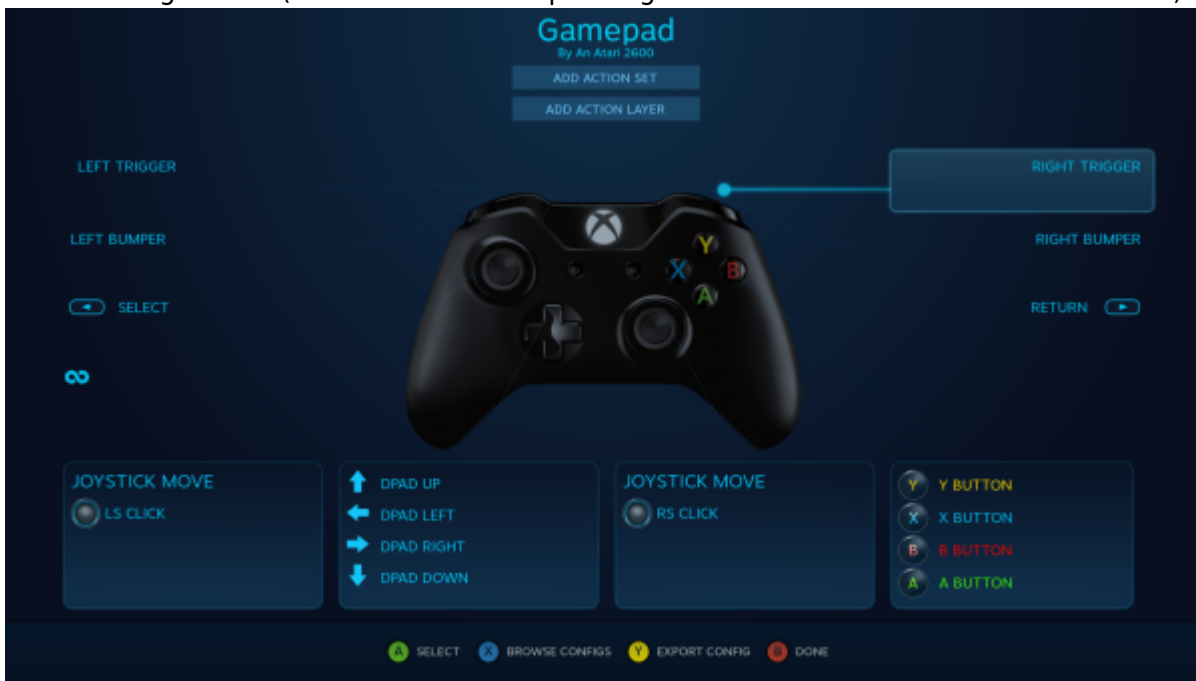 Gamepad
By An Atari 2600
ADD ACTION SET
ADD ACTION LAYER
LEFT TRIGGER
RIGHT TRIGGER
LEFT BUMPER
RIGHT BUMPER
SELECT
RETURN
Y
X
B
A
JOYSTICK MOVE
LS CLICK
DPAD UP
DPAD LEFT
DPAD RIGHT
DPAD DOWN
JOYSTICK MOVE
RS CLICK
Y Y BUTTON
X X BUTTON
B B BUTTON
A A BUTTON
A SELECT X BROWSE CONFIGS Y EXPORT CONFIG B DONE